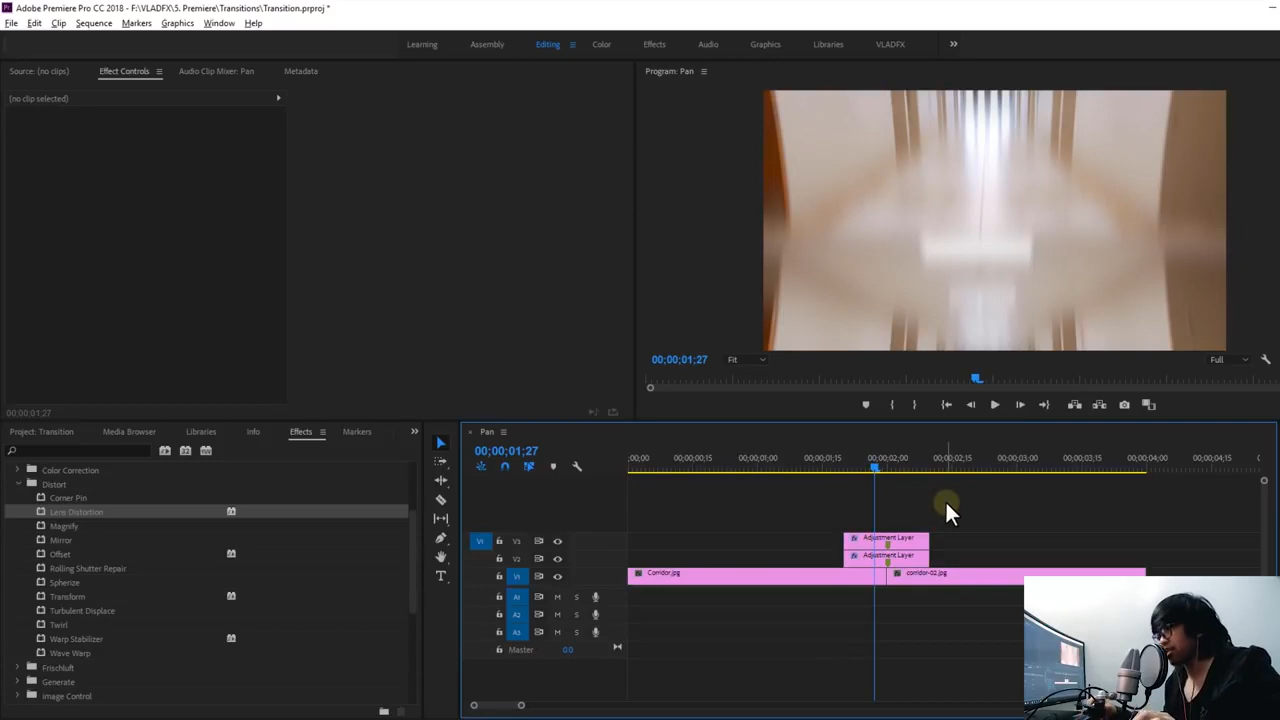 Adobe Premiere Pro CC 2018 - F:\VLADFX\5. Premiere\Transitions\Transition.prproj *
File Edit Clip Sequence Markers Graphics Window Help
Learning Assembly Editing Color Effects Audio Graphics Libraries VLADFX
Source: (no clips) Effect Controls Audio Clip Mixer: Pan Metadata
Program: Pan
(no clip selected)
00;00;01;27 Fit Full
00;00;01;27
Project: Transition Media Browser Libraries Info Effects Markers
Pan
00;00;01;27
;00;00 00;00;00;15 00;00;01;00 00;00;01;15 00;00;02;00 00;00;02;15 00;00;03;00 00;00;03;15 00;00;04;00 00;00;04;15
Color Correction
Distort
Corner Pin
Lens Distortion
Magnify
Mirror
Offset
Rolling Shutter Repair
Spherize
Transform
Turbulent Displace
Twirl
Warp Stabilizer
Wave Warp
Frischluft
Generate
Image Control
V1 V3 fx Adjustment Layer
V2 fx Adjustment Layer
V1 V1 Corridor.jpg corridor-02.jpg
A1 M S
A2 M S
A3 M S
Master 0.0